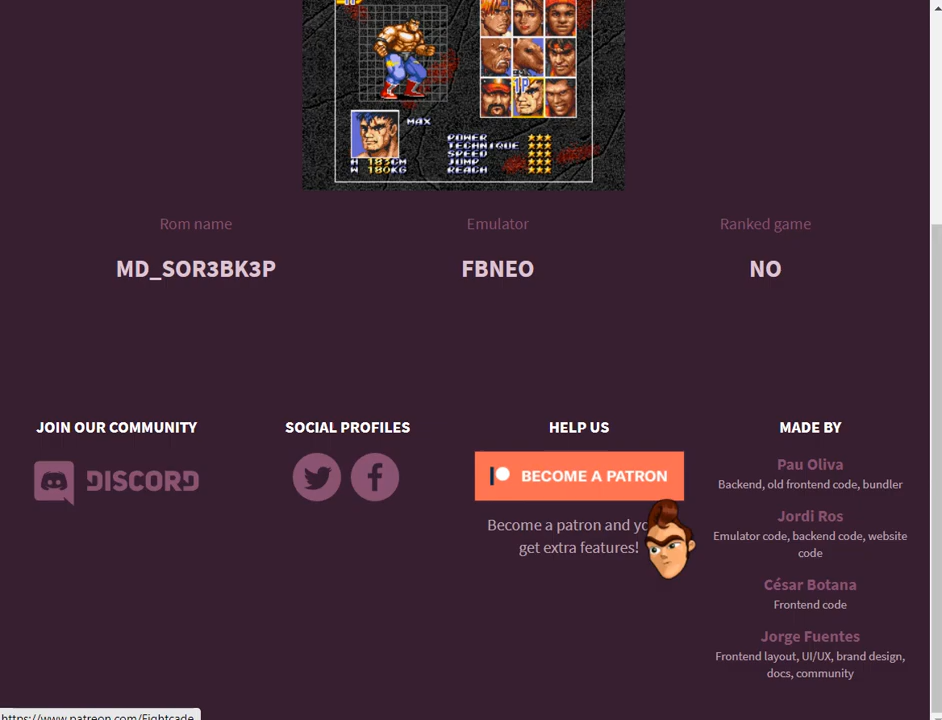 1P
MAX
POWER ★★★
TECHNIQUE ★★★
SPEED ★★★
JUMP ★★★
REACH ★★★
H 183CM
W 180KG
Rom name
Emulator
Ranked game
MD_SOR3BK3P
FBNEO
NO
JOIN OUR COMMUNITY
DISCORD
SOCIAL PROFILES
HELP US
BECOME A PATRON
Become a patron and yo
get extra features!
MADE BY
Pau Oliva
Backend, old frontend code, bundler
Jordi Ros
Emulator code, backend code, website
code
César Botana
Frontend code
Jorge Fuentes
Frontend layout, UI/UX, brand design,
docs, community
https://www.patreon.com/Fightcade